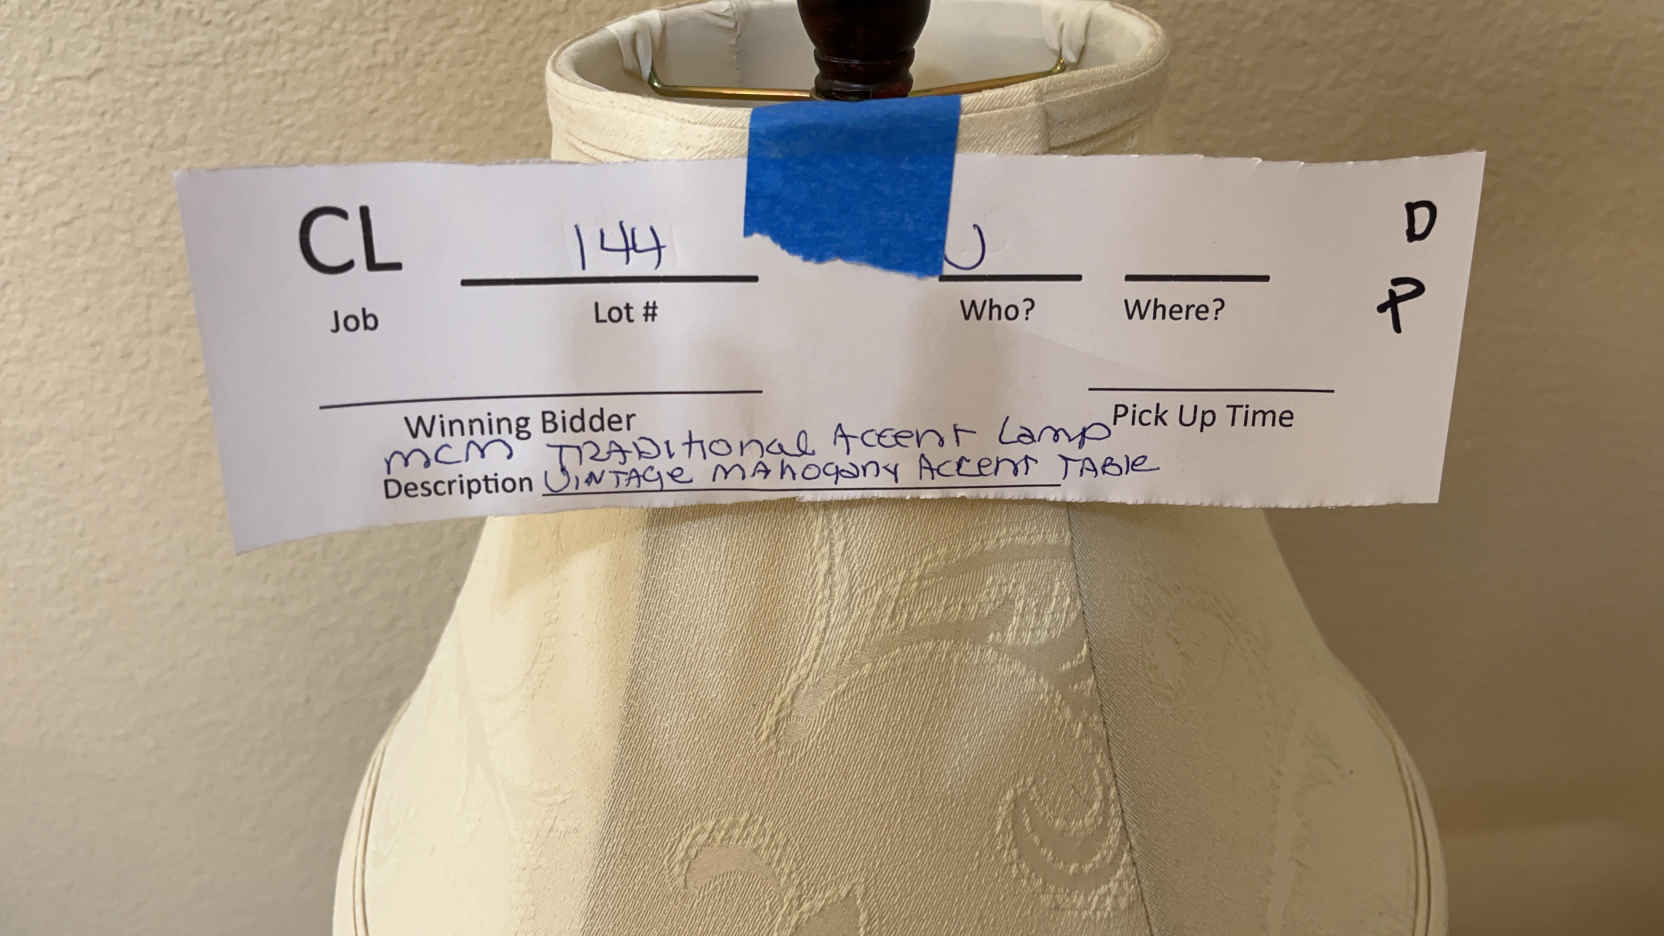 CL 144 U D
Job Lot # Who? Where? P
Winning Bidder Pick Up Time
MCM TRADitional Accent Lamp
Description VINTAGE MAHOGANY Accent TABLE